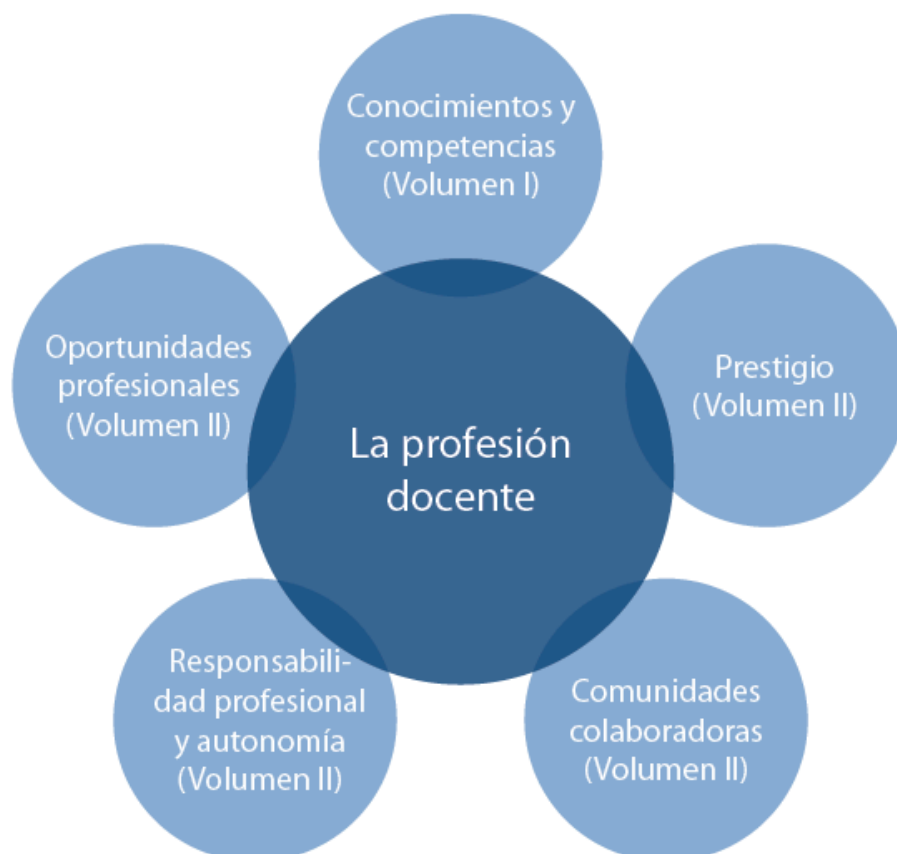 Conocimientos y
competencias
(Volumen I)
Oportunidades
profesionales
(Volumen II)
Prestigio
(Volumen II)
La profesión
docente
Responsabili-
dad profesional
y autonomía
(Volumen II)
Comunidades
colaboradoras
(Volumen II)